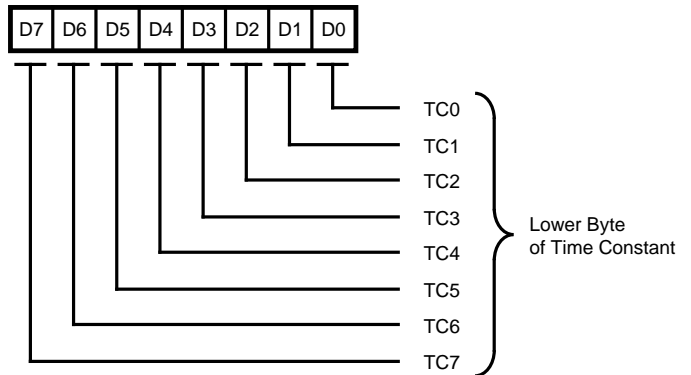 D7 D6 D5 D4 D3 D2 D1 D0
TC0
TC1
TC2
TC3
Lower Byte
of Time Constant
TC4
TC5
TC6
TC7